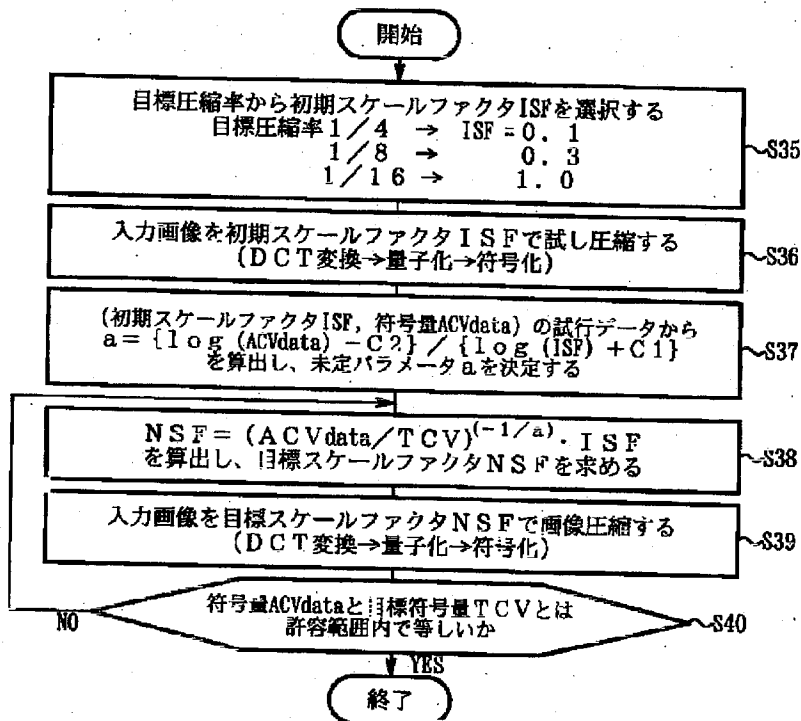 開始
目標圧縮率から初期スケールファクタISFを選択する
目標圧縮率1／4 → ISF=0.1
1／8 → 0.3
1／16 → 1.0
S35
入力画像を初期スケールファクタISFで試し圧縮する
(DCT変換→量子化→符号化)
S36
(初期スケールファクタISF, 符号量ACVdata) の試行データから
a={log(ACVdata)-C2}/{log(ISF)+C1}
を算出し、未定パラメータaを決定する
S37
NSF=(ACVdata/TCV)^(-1/a)・ISF
を算出し、目標スケールファクタNSFを求める
S38
入力画像を目標スケールファクタNSFで画像圧縮する
(DCT変換→量子化→符号化)
S39
符号量ACVdataと目標符号量TCVとは
許容範囲内で等しいか
S40
NO
YES
終了